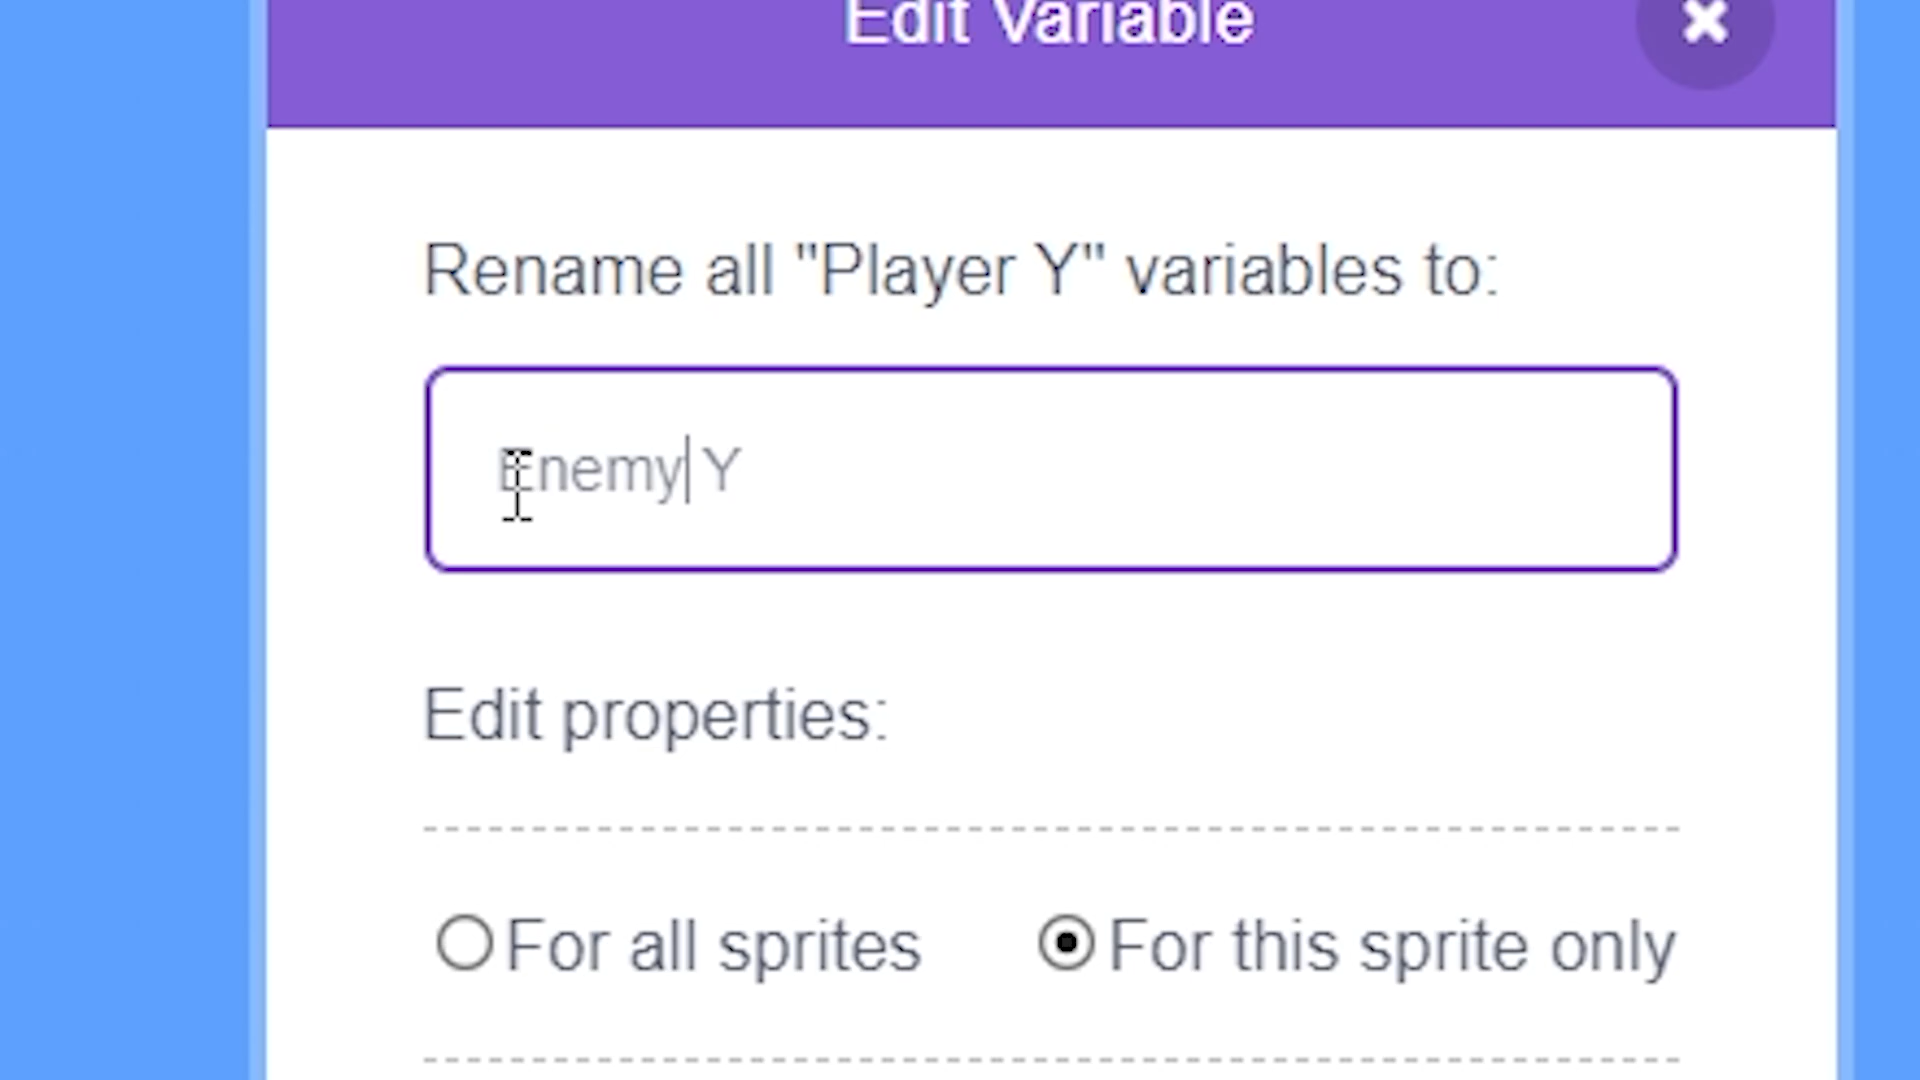 Edit Variable
Rename all "Player Y" variables to:
Enemy Y
Edit properties:
For all sprites
For this sprite only